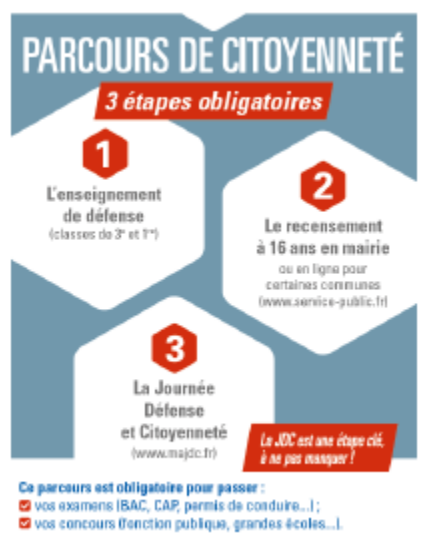 PARCOURS DE CITOYENNETÉ
3 étapes obligatoires
1
L'enseignement
de défense
(classes de 3e et 1re)
2
Le recensement
à 16 ans en mairie
ou en ligne pour
certaines communes
(www.service-public.fr)
3
La Journée
Défense
et Citoyenneté
(www.majdc.fr)
La JDC est une étape clé,
à ne pas manquer !
Ce parcours est obligatoire pour passer :
vos examens (BAC, CAP, permis de conduire...) ;
vos concours (fonction publique, grandes écoles...).